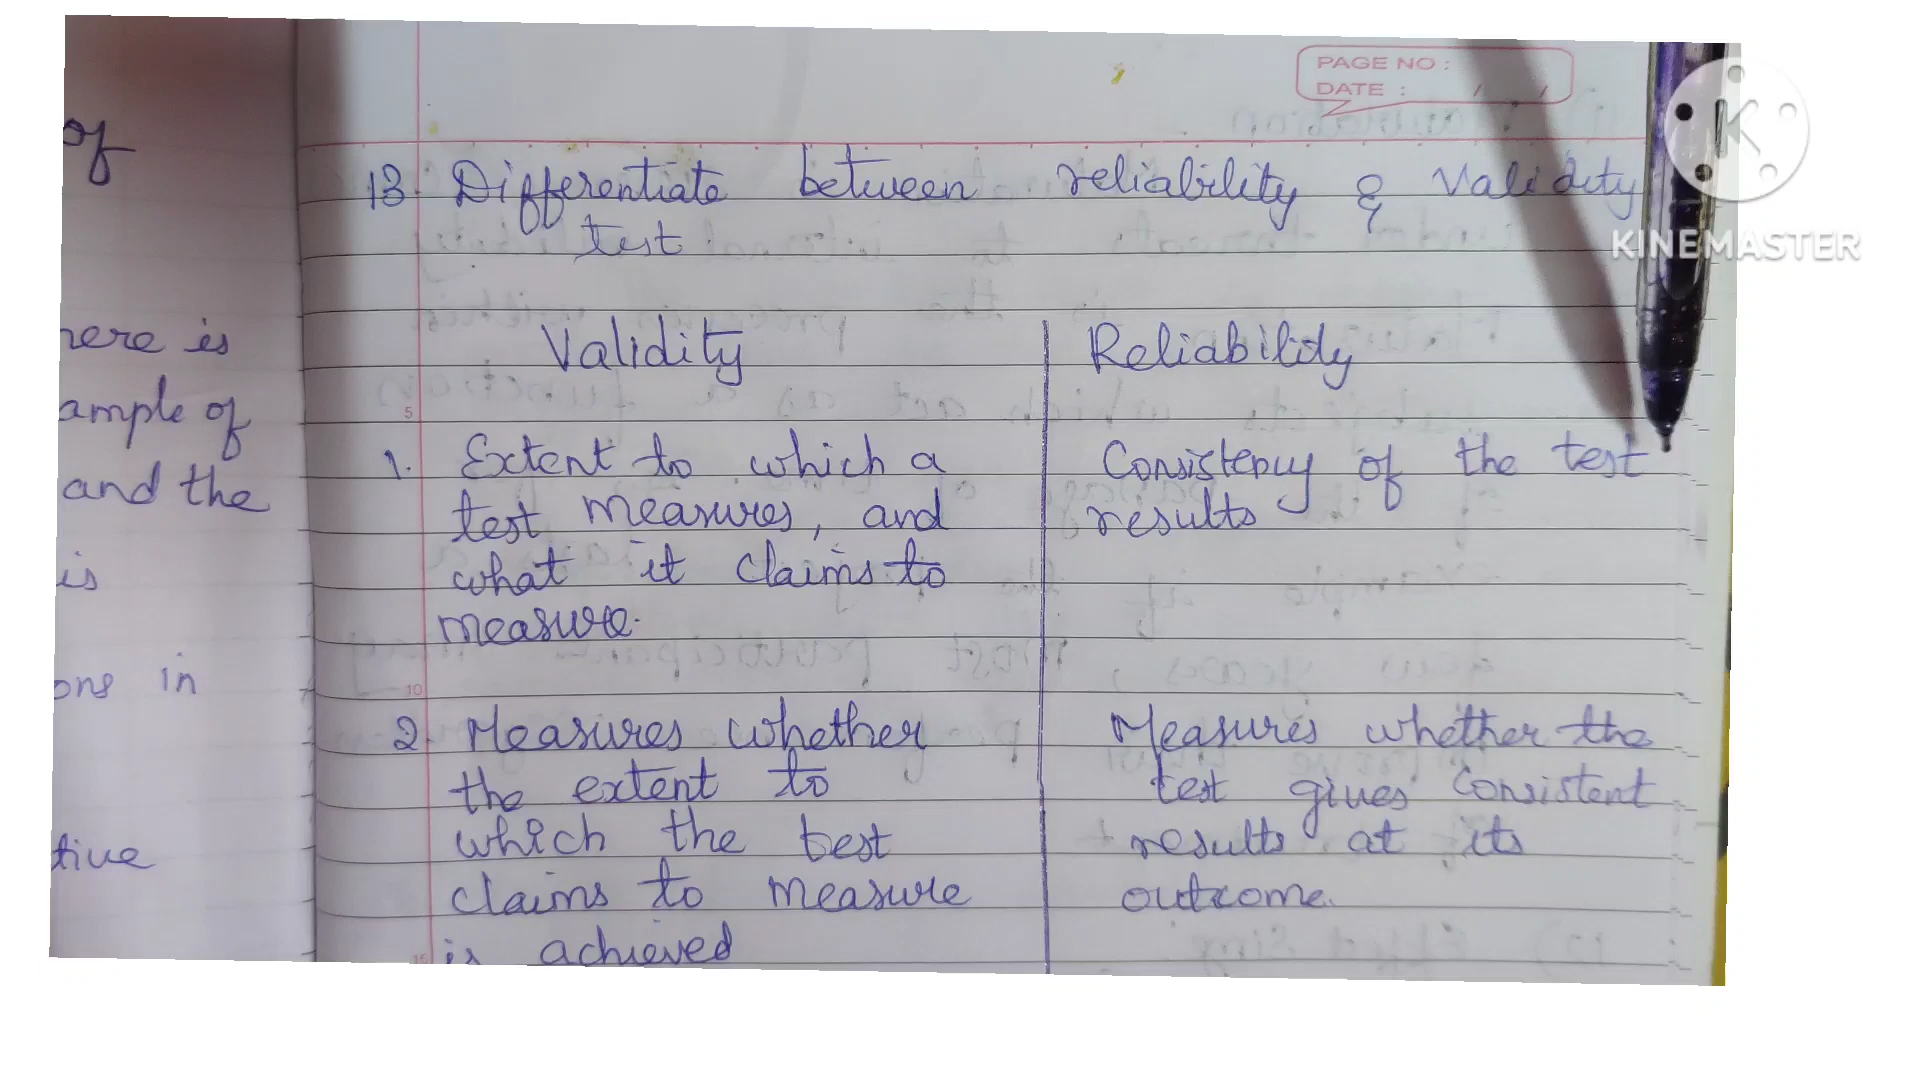 PAGE NO :
DATE : / /
K
KINEMASTER
of
here is
ample of
and the
is
ons in
tive
13. Differentiate between reliability & validity
test
Validity
1. Extent to which a
test measures, and
what it claims to
measure.
2. Measures whether
the extent to
which the test
claims to measure
is achieved
Reliability
Consistency of the test
results
Measures whether the
test gives consistent
results at its
outcome.